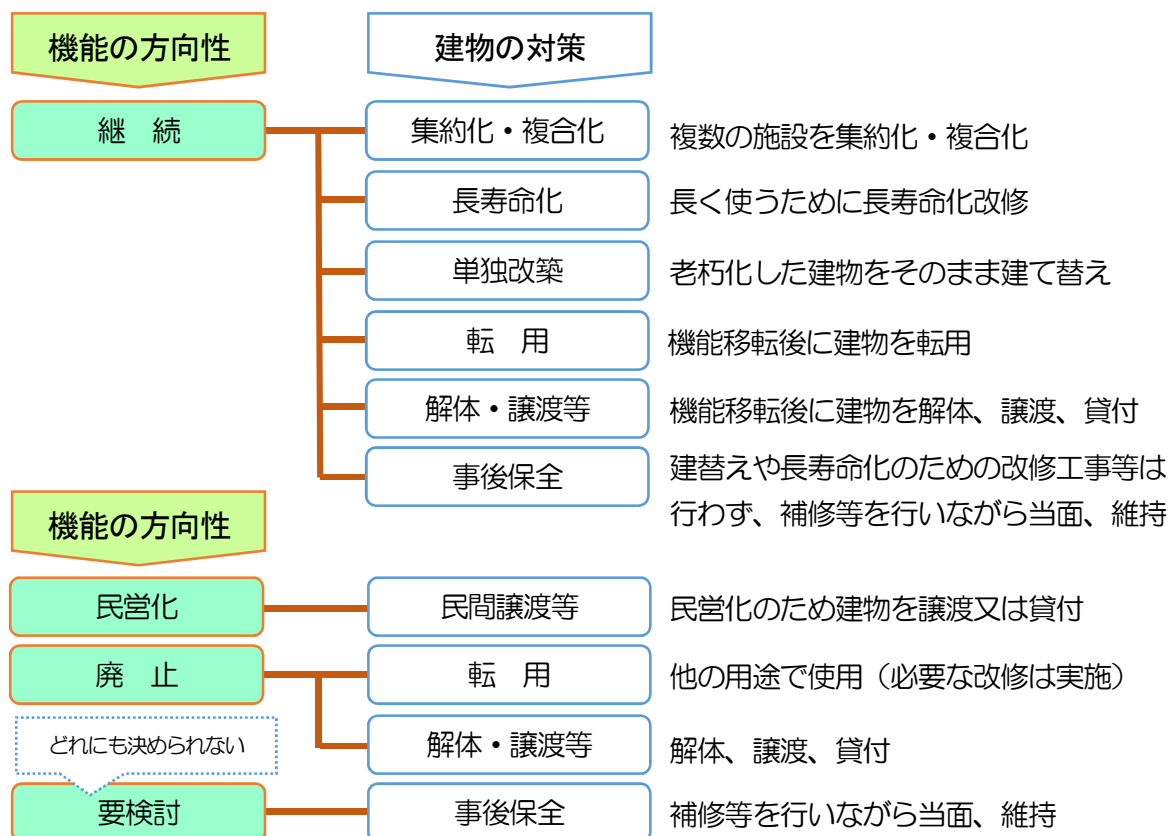 機能の方向性
建物の対策
継　続
集約化・複合化
複数の施設を集約化・複合化
長寿命化
長く使うために長寿命化改修
単独改築
老朽化した建物をそのまま建て替え
転　用
機能移転後に建物を転用
解体・譲渡等
機能移転後に建物を解体、譲渡、貸付
事後保全
建替えや長寿命化のための改修工事等は
行わず、補修等を行いながら当面、維持
機能の方向性
民営化
民間譲渡等
民営化のため建物を譲渡又は貸付
廃　止
転　用
他の用途で使用（必要な改修は実施）
解体・譲渡等
解体、譲渡、貸付
どれにも決められない
要検討
事後保全
補修等を行いながら当面、維持